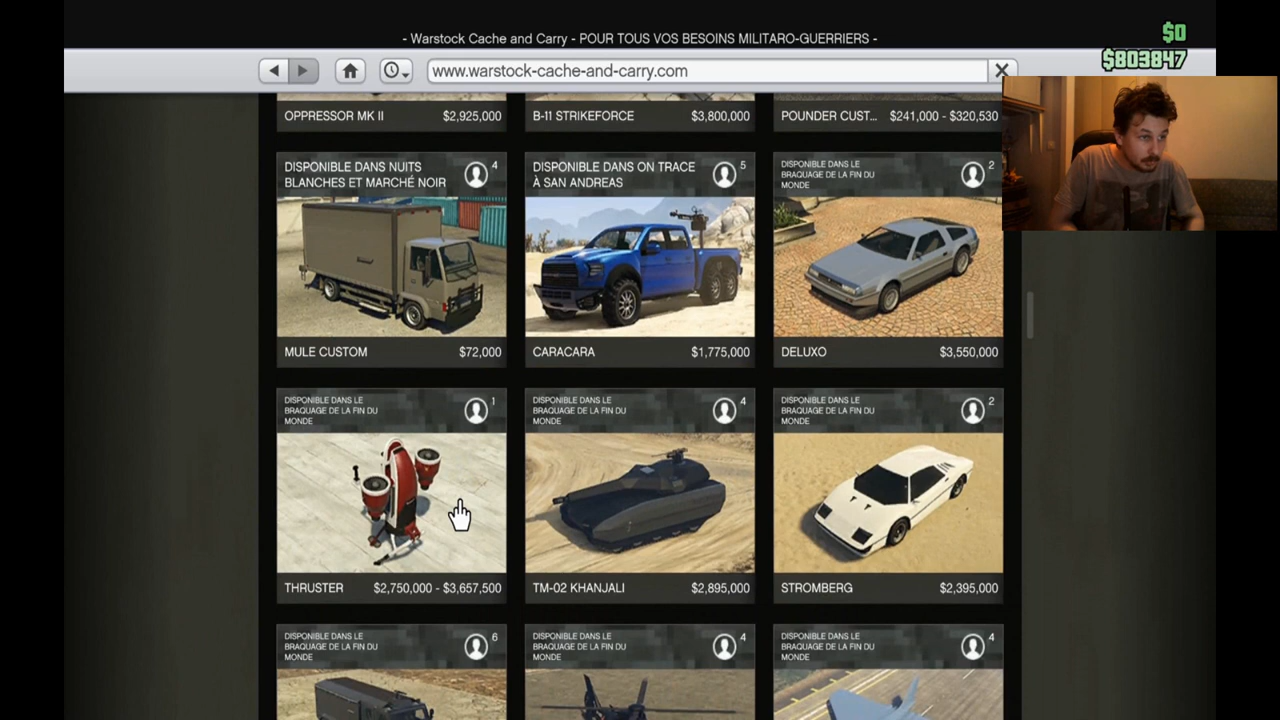 - Warstock Cache and Carry - POUR TOUS VOS BESOINS MILITARO-GUERRIERS -
$0
$803847
www.warstock-cache-and-carry.com
OPPRESSOR MK II $2,925,000
B-11 STRIKEFORCE $3,800,000
POUNDER CUST... $241,000 - $320,530
DISPONIBLE DANS NUITS
BLANCHES ET MARCHÉ NOIR
4
DISPONIBLE DANS ON TRACE
À SAN ANDREAS
5
DISPONIBLE DANS LE
BRAQUAGE DE LA FIN DU
MONDE
2
MULE CUSTOM $72,000
CARACARA $1,775,000
DELUXO $3,550,000
DISPONIBLE DANS LE
BRAQUAGE DE LA FIN DU
MONDE
1
DISPONIBLE DANS LE
BRAQUAGE DE LA FIN DU
MONDE
4
DISPONIBLE DANS LE
BRAQUAGE DE LA FIN DU
MONDE
2
THRUSTER $2,750,000 - $3,657,500
TM-02 KHANJALI $2,895,000
STROMBERG $2,395,000
DISPONIBLE DANS LE
BRAQUAGE DE LA FIN DU
MONDE
6
DISPONIBLE DANS LE
BRAQUAGE DE LA FIN DU
MONDE
4
DISPONIBLE DANS LE
BRAQUAGE DE LA FIN DU
MONDE
4